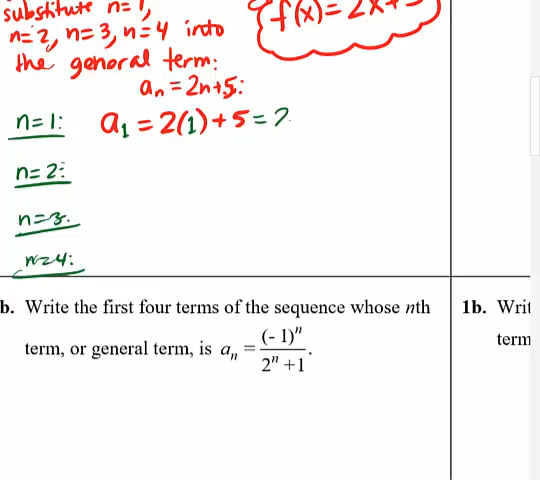 substitute n=1,
n=2, n=3, n=4 into
the general term:
aₙ = 2n+5:
f(x)= 2x+5
n=1: a₁ = 2(1)+5 = 7
n=2:
n=3:
n=4:
b. Write the first four terms of the sequence whose nth
term, or general term, is aₙ = (-1)ⁿ / 2ⁿ +1 .
1b. Writ
term